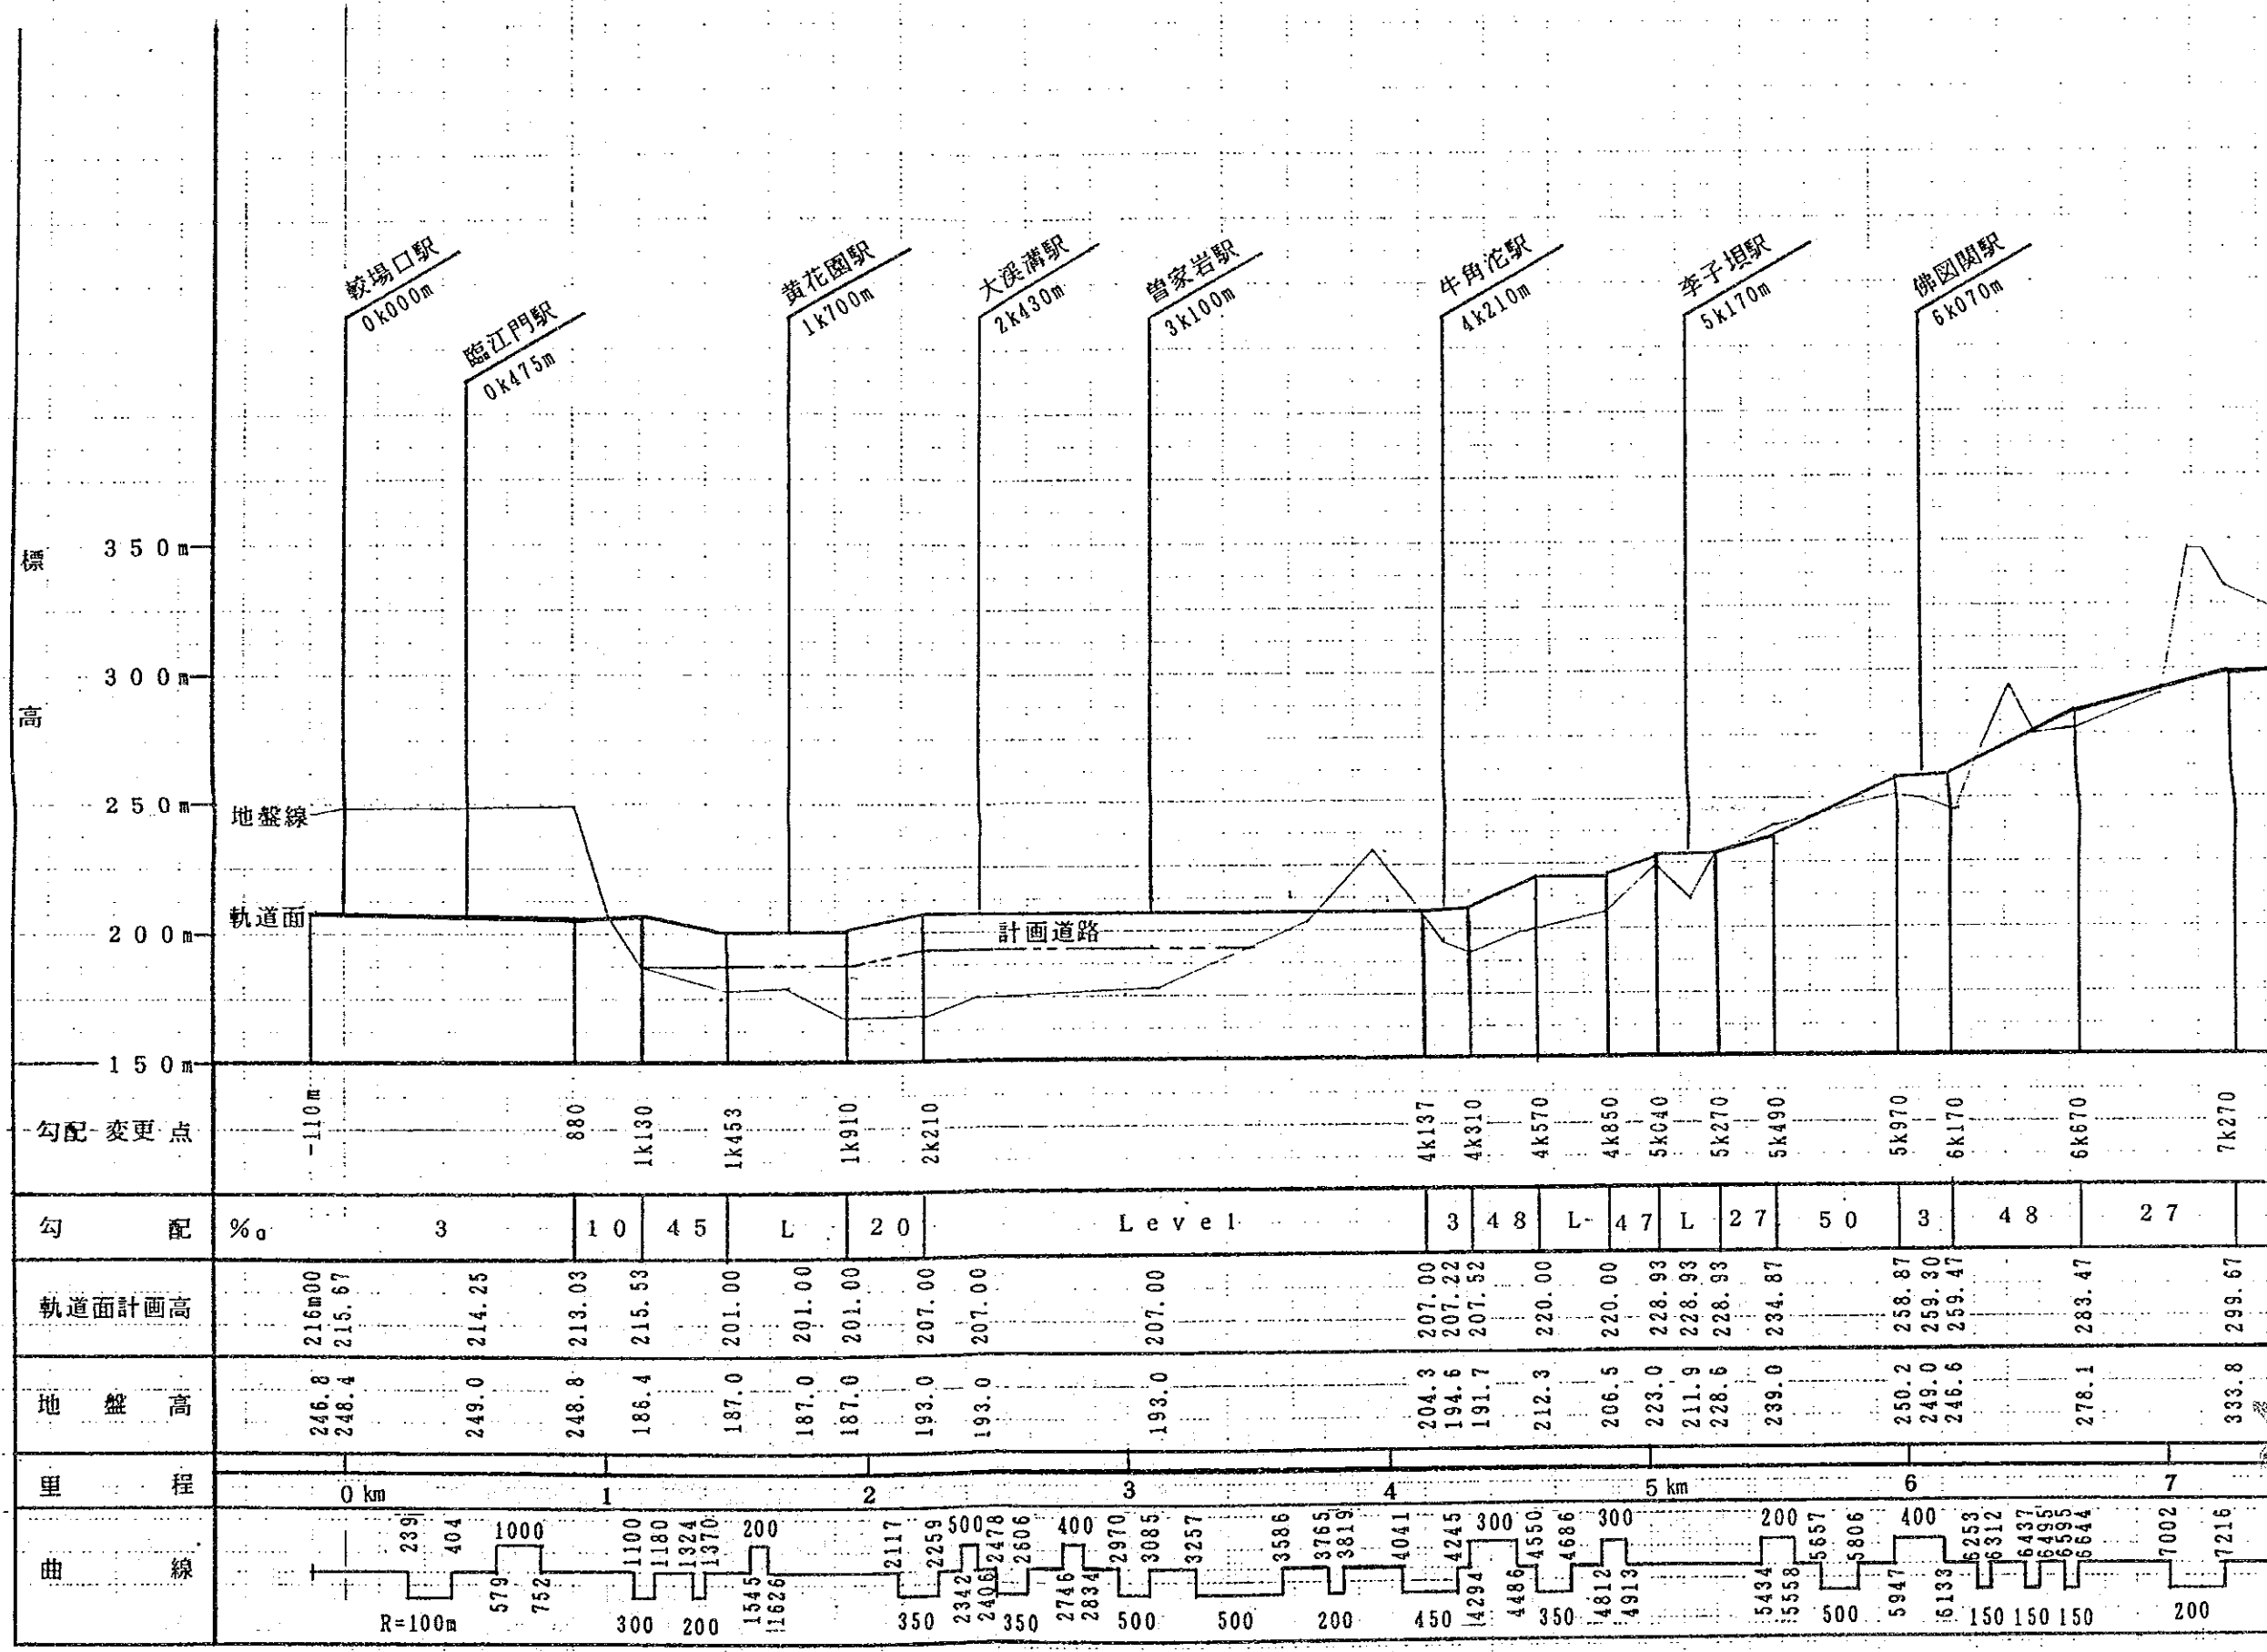 較場口駅
0k000m
臨江門駅
0k475m
黄花園駅
1k700m
大渓溝駅
2k430m
曽家岩駅
3k100m
牛角沱駅
4k210m
李子坝駅
5k170m
佛図関駅
6k070m
標高
350m
300m
250m
200m
150m
地盤線
軌道面
計画道路
勾配変更点 -110m 880 1k130 1k453 1k910 2k210 4k137 4k310 4k570 4k850 5k040 5k270 5k490 5k970 6k170 6k670 7k270
勾配 ‰ 3 10 45 L 20 Level 3 48 L 47 L 27 50 3 48 27
軌道面計画高 216m00 215.67 214.25 213.03 215.53 201.00 201.00 201.00 207.00 207.00 207.00 207.00 207.22 207.52 220.00 220.00 228.93 228.93 228.93 234.87 258.87 259.30 259.47 283.47 299.67
地盤高 246.8 248.4 249.0 248.8 186.4 187.0 187.0 187.0 193.0 193.0 193.0 204.3 194.6 191.7 212.3 206.5 223.0 211.9 228.6 239.0 250.2 249.0 246.6 278.1 333.8
里程 0km 1 2 3 4 5km 6 7
239 404 1000 1100 1180 1324 1370 200 2117 2259 500 2478 2606 400 2970 3085 3257 3586 3765 3819 4041 4245 300 4550 4686 300 200 5657 5806 400 6253 6312 6437 6495 6595 6644 7002 7216
曲線
579 752 1545 1626 2342 2406 2746 2834 4294 4486 4812 4913 5434 5558 5947 6133
R=100m 300 200 350 350 500 500 200 450 350 500 150 150 150 200